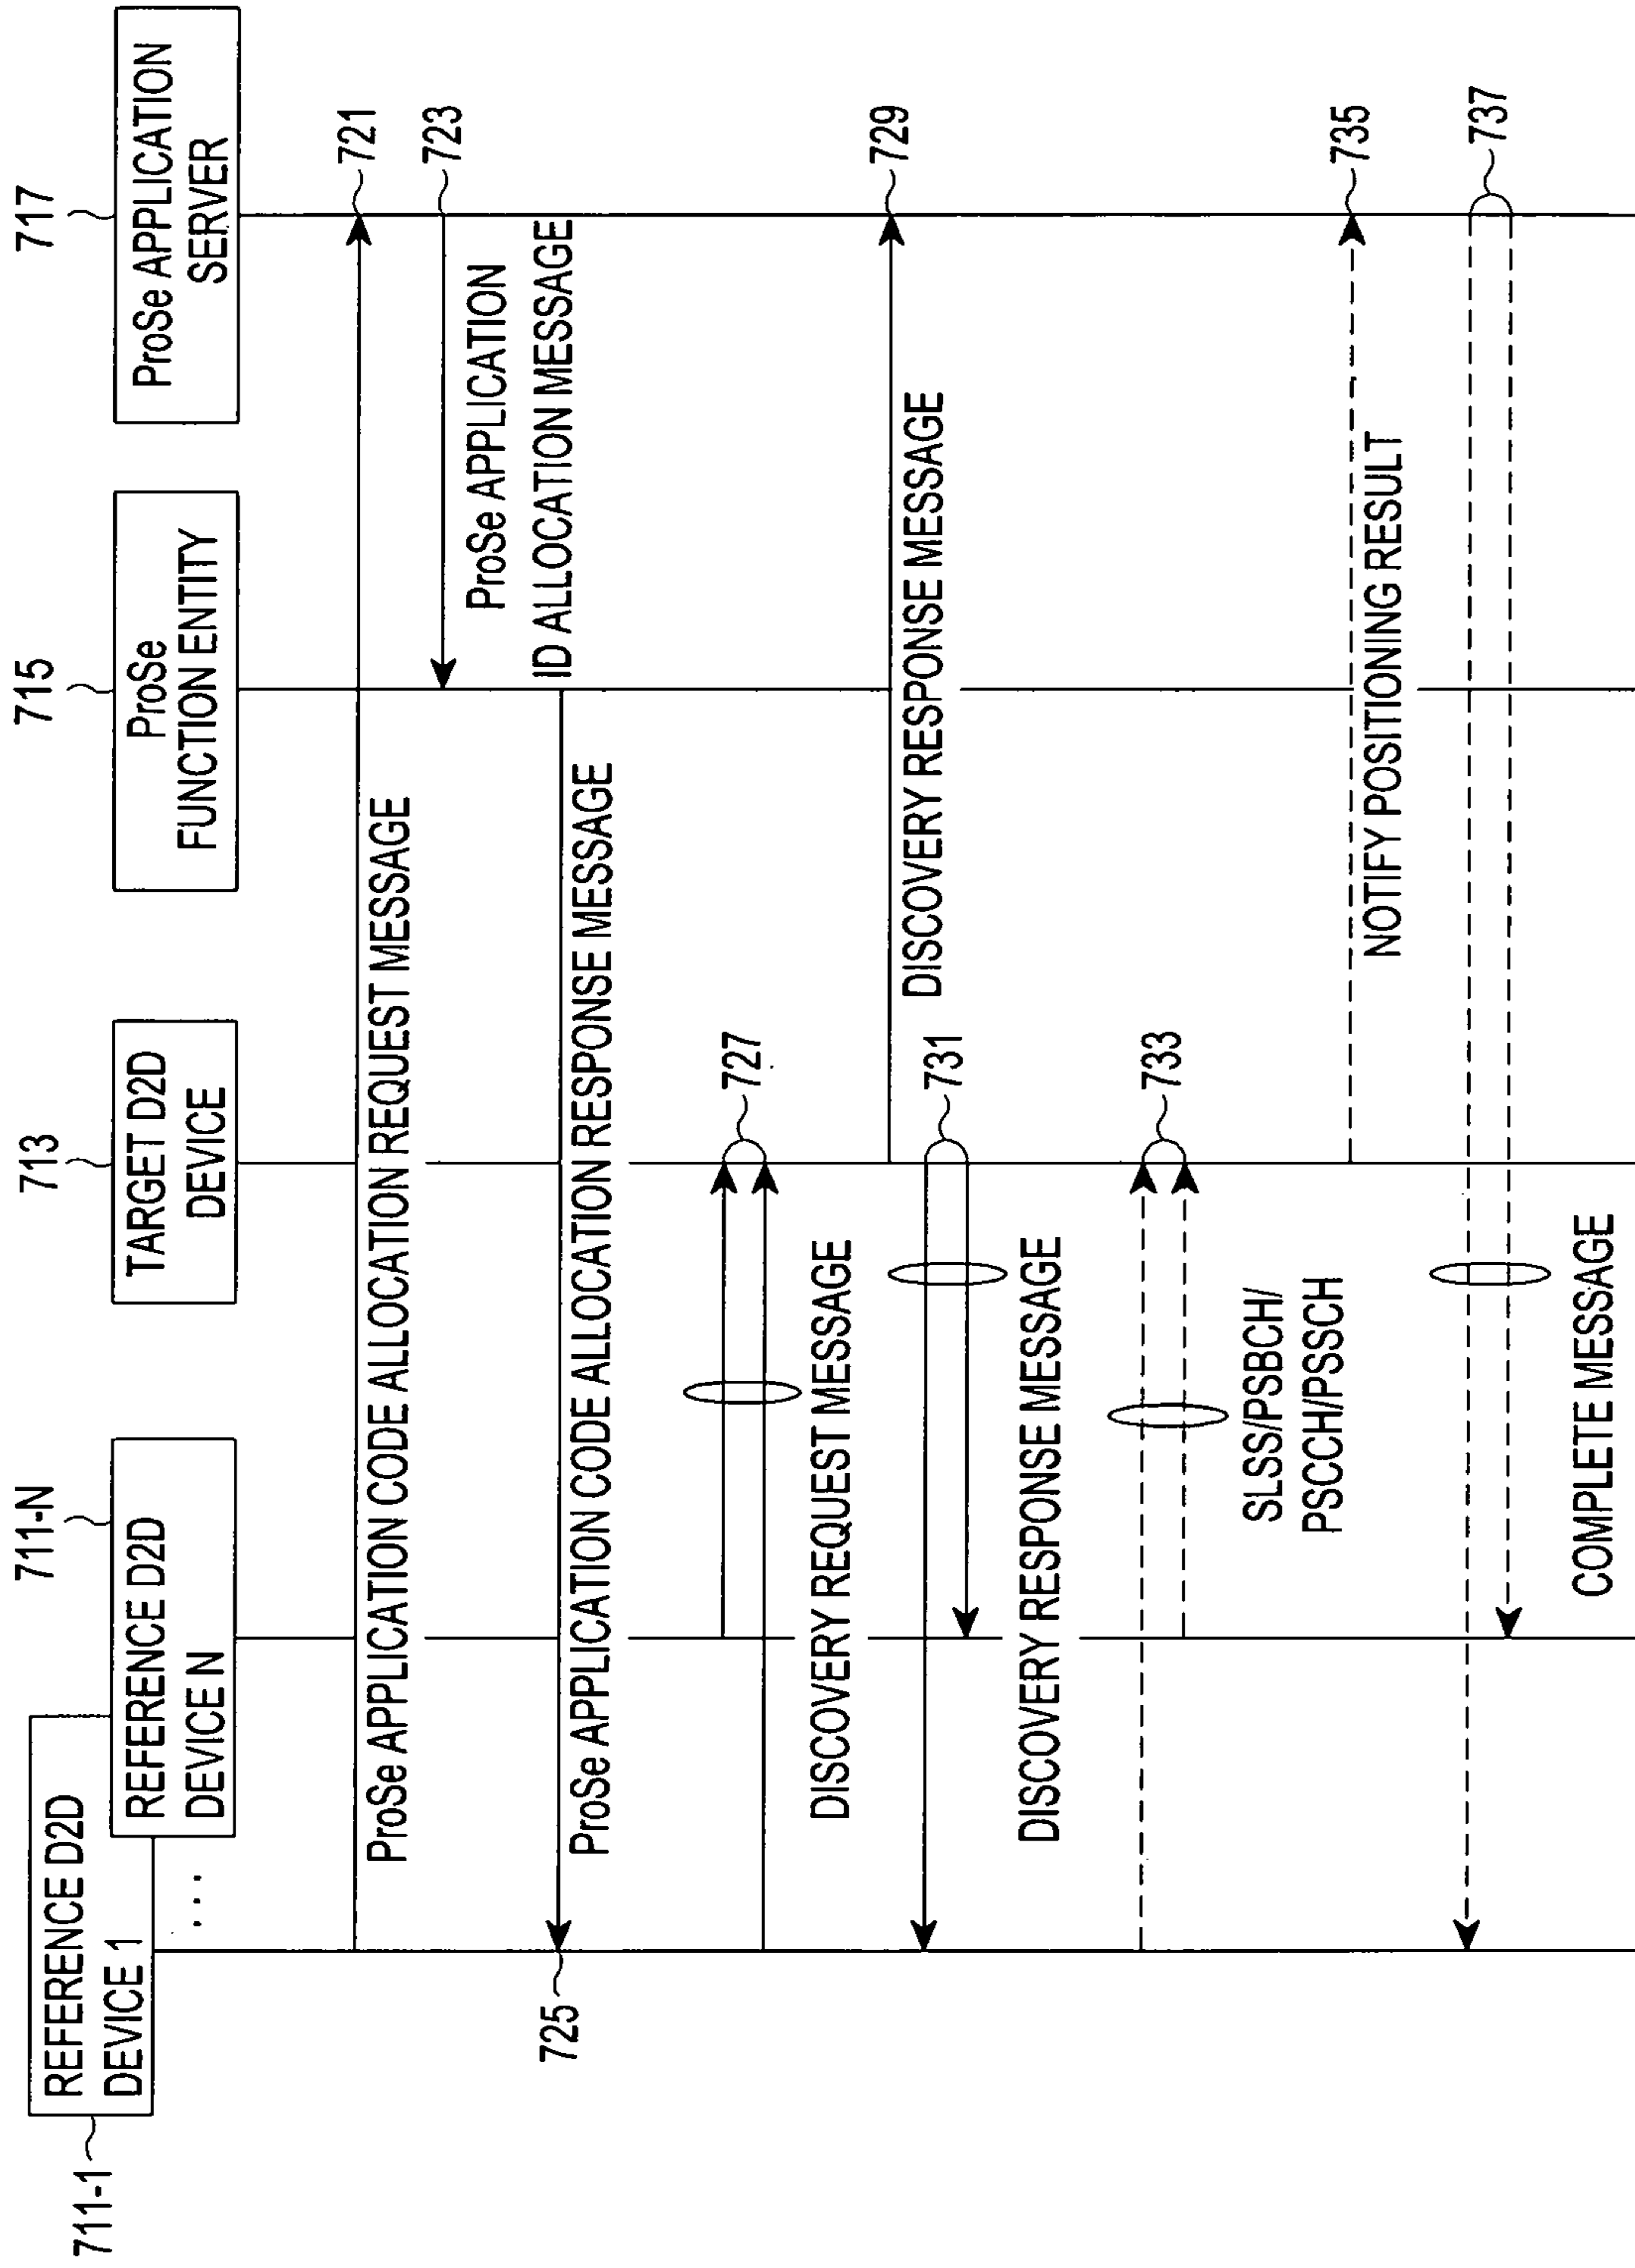 711-1
REFERENCE D2D
DEVICE 1
...
711-N
REFERENCE D2D
DEVICE N
713
TARGET D2D
DEVICE
715
ProSe
FUNCTION ENTITY
717
ProSe APPLICATION
SERVER
ProSe APPLICATION CODE ALLOCATION REQUEST MESSAGE
721
723
ProSe APPLICATION
ID ALLOCATION MESSAGE
725
ProSe APPLICATION CODE ALLOCATION RESPONSE MESSAGE
727
DISCOVERY REQUEST MESSAGE
729
DISCOVERY RESPONSE MESSAGE
731
DISCOVERY RESPONSE MESSAGE
733
SLSS/PSBCH/
PSCCH/PSSCH
735
NOTIFY POSITIONING RESULT
737
COMPLETE MESSAGE